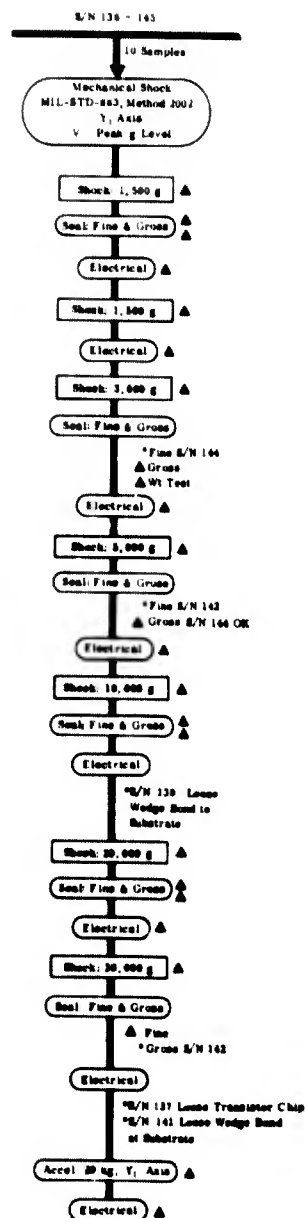 S/N 136 - 145
10 Samples
Mechanical Shock
MIL-STD-883, Method 2002
Y1 Axis
V Peak g Level
Shock: 1,500 g
Seal: Fine & Gross
Electrical
Shock: 1,500 g
Electrical
Shock: 3,000 g
Seal: Fine & Gross
*Fine S/N 144
Gross
Wt Test
Electrical
Shock: 5,000 g
Seal: Fine & Gross
*Fine S/N 142
Gross S/N 144 OK
Electrical
Shock: 10,000 g
Seal: Fine & Gross
Electrical
*S/N 138 Loose
Wedge Bond to
Substrate
Shock: 20,000 g
Seal: Fine & Gross
Electrical
Shock: 30,000 g
Seal: Fine & Gross
Fine
*Gross S/N 142
Electrical
*S/N 137 Loose Transistor Chip
*S/N 141 Loose Wedge Bond
at Substrate
Accel. 20 kg, Y1 Axis
Electrical